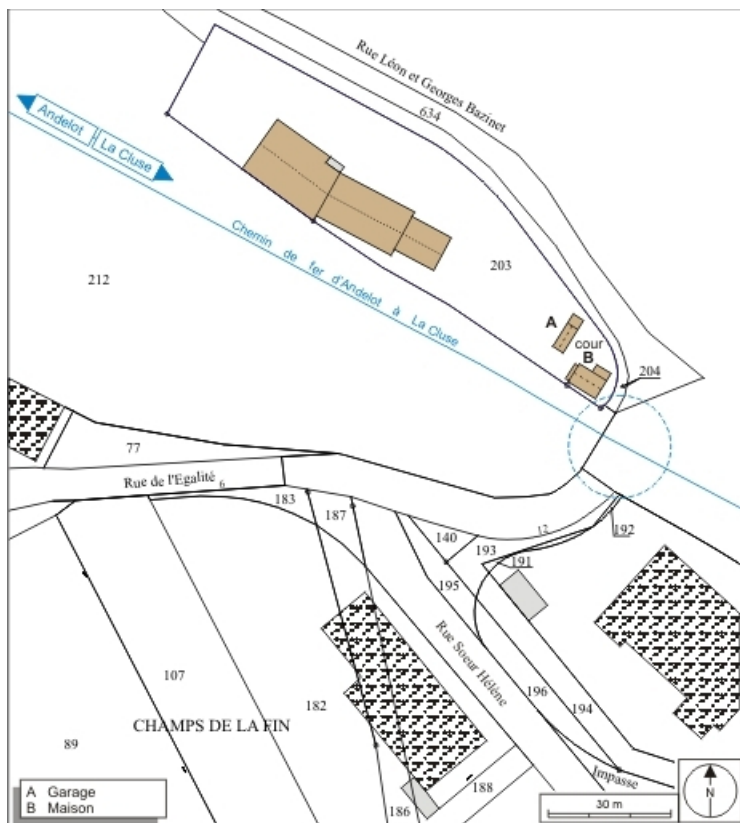 Rue Léon et Georges Bazinet
634
Andelot
La Cluse
Chemin de fer d'Andelot à La Cluse
212
203
A
cour
B
204
77
Rue de l'Egalité
6
183
187
12
192
140
193
191
195
Rue Soeur Hélène
107
182
196
194
CHAMPS DE LA FIN
89
188
186
Impasse
A Garage
B Maison
30 m
N